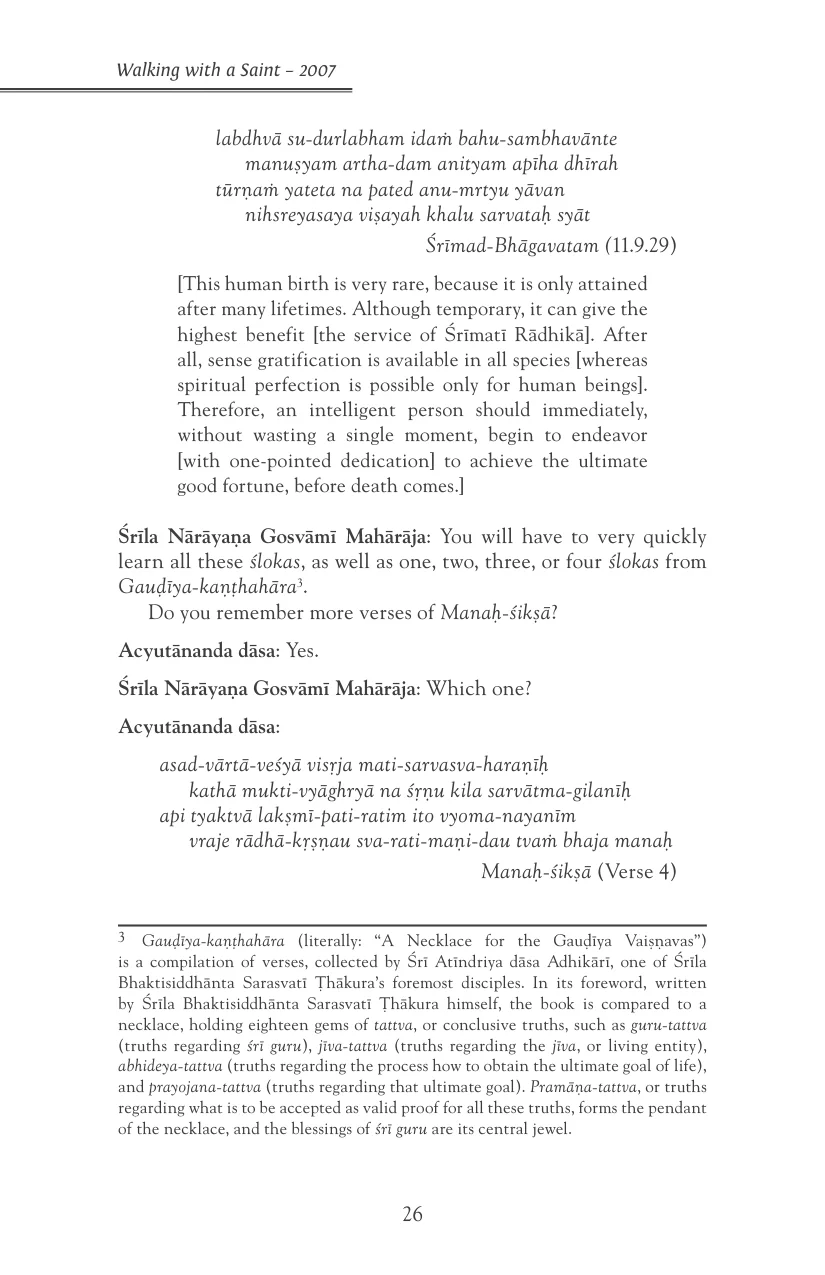 Walking with a Saint – 2007
labdhvā su-durlabham idaṁ bahu-sambhavānte
manuṣyam artha-dam anityam apīha dhīrah
tūrṇaṁ yateta na pated anu-mrtyu yāvan
nihsreyasaya viṣayah khalu sarvataḥ syāt
Śrīmad-Bhāgavatam (11.9.29)
[This human birth is very rare, because it is only attained
after many lifetimes. Although temporary, it can give the
highest benefit [the service of Śrīmatī Rādhikā]. After
all, sense gratification is available in all species [whereas
spiritual perfection is possible only for human beings].
Therefore, an intelligent person should immediately,
without wasting a single moment, begin to endeavor
[with one-pointed dedication] to achieve the ultimate
good fortune, before death comes.]
Śrīla Nārāyaṇa Gosvāmī Mahārāja: You will have to very quickly
learn all these ślokas, as well as one, two, three, or four ślokas from
Gauḍīya-kaṇṭhahāra³.
Do you remember more verses of Manaḥ-śikṣā?
Acyutānanda dāsa: Yes.
Śrīla Nārāyaṇa Gosvāmī Mahārāja: Which one?
Acyutānanda dāsa:
asad-vārtā-veśyā visṛja mati-sarvasva-haraṇīḥ
kathā mukti-vyāghryā na śṛṇu kila sarvātma-gilanīḥ
api tyaktvā lakṣmī-pati-ratim ito vyoma-nayanīm
vraje rādhā-kṛṣṇau sva-rati-maṇi-dau tvaṁ bhaja manaḥ
Manaḥ-śikṣā (Verse 4)
3 Gauḍīya-kaṇṭhahāra (literally: “A Necklace for the Gauḍīya Vaiṣṇavas”)
is a compilation of verses, collected by Śrī Atīndriya dāsa Adhikārī, one of Śrīla
Bhaktisiddhānta Sarasvatī Ṭhākura’s foremost disciples. In its foreword, written
by Śrīla Bhaktisiddhānta Sarasvatī Ṭhākura himself, the book is compared to a
necklace, holding eighteen gems of tattva, or conclusive truths, such as guru-tattva
(truths regarding śrī guru), jīva-tattva (truths regarding the jīva, or living entity),
abhideya-tattva (truths regarding the process how to obtain the ultimate goal of life),
and prayojana-tattva (truths regarding that ultimate goal). Pramāṇa-tattva, or truths
regarding what is to be accepted as valid proof for all these truths, forms the pendant
of the necklace, and the blessings of śrī guru are its central jewel.
26